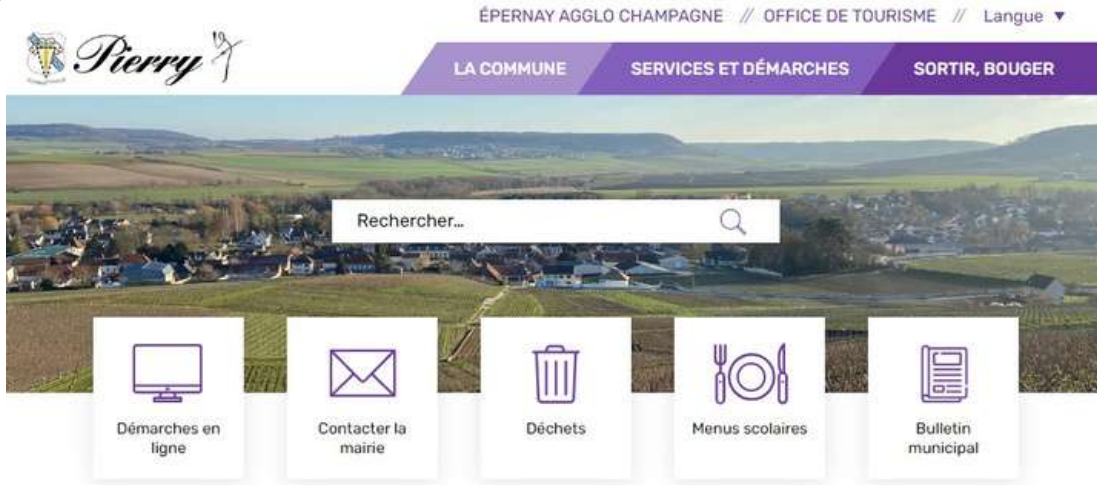 ÉPERNAY AGGLO CHAMPAGNE // OFFICE DE TOURISME // Langue ▼
Pierry
LA COMMUNE SERVICES ET DÉMARCHES SORTIR, BOUGER
Rechercher...
Démarches en
ligne
Contacter la
mairie
Déchets
Menus scolaires
Bulletin
municipal